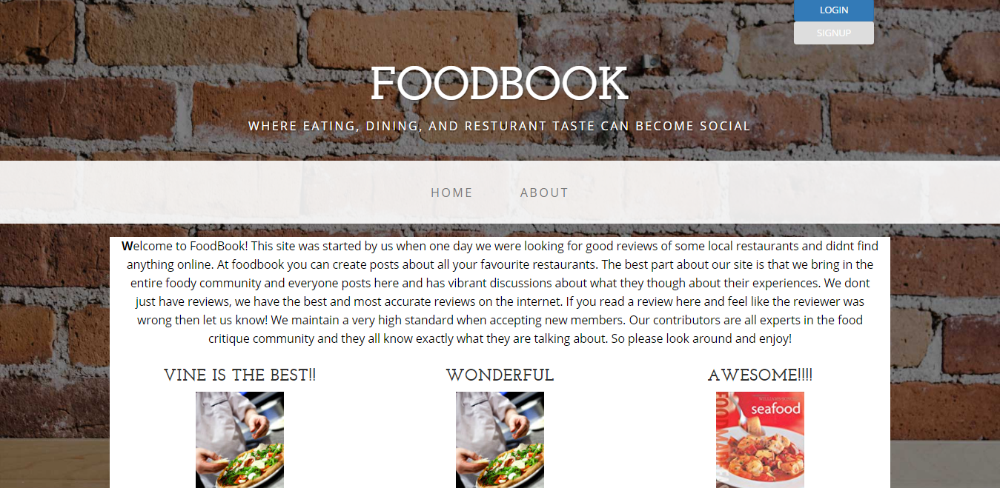 LOGIN
SIGNUP
FOODBOOK
WHERE EATING, DINING, AND RESTURANT TASTE CAN BECOME SOCIAL
HOME ABOUT
Welcome to FoodBook! This site was started by us when one day we were looking for good reviews of some local restaurants and didnt find
anything online. At foodbook you can create posts about all your favourite restaurants. The best part about our site is that we bring in the
entire foody community and everyone posts here and has vibrant discussions about what they though about their experiences. We dont
just have reviews, we have the best and most accurate reviews on the internet. If you read a review here and feel like the reviewer was
wrong then let us know! We maintain a very high standard when accepting new members. Our contributors are all experts in the food
critique community and they all know exactly what they are talking about. So please look around and enjoy!
VINE IS THE BEST!! WONDERFUL AWESOME!!!!
seafood